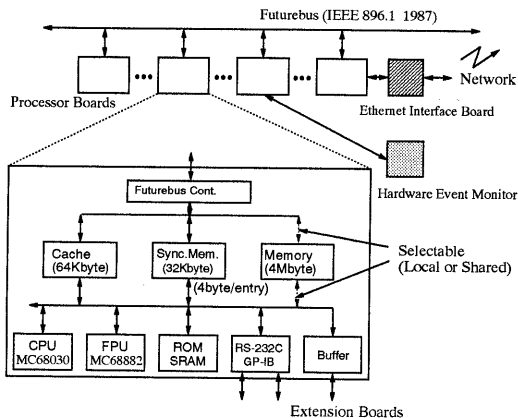 Futurebus (IEEE 896.1 1987)
Network
Processor Boards
Ethernet Interface Board
Hardware Event Monitor
Futurebus Cont.
Cache
(64Kbyte)
Sync.Mem.
(32Kbyte)
Memory
(4Mbyte)
Selectable
(Local or Shared)
(4byte/entry)
CPU
MC68030
FPU
MC68882
ROM
SRAM
RS-232C
GP-IB
Buffer
Extension Boards